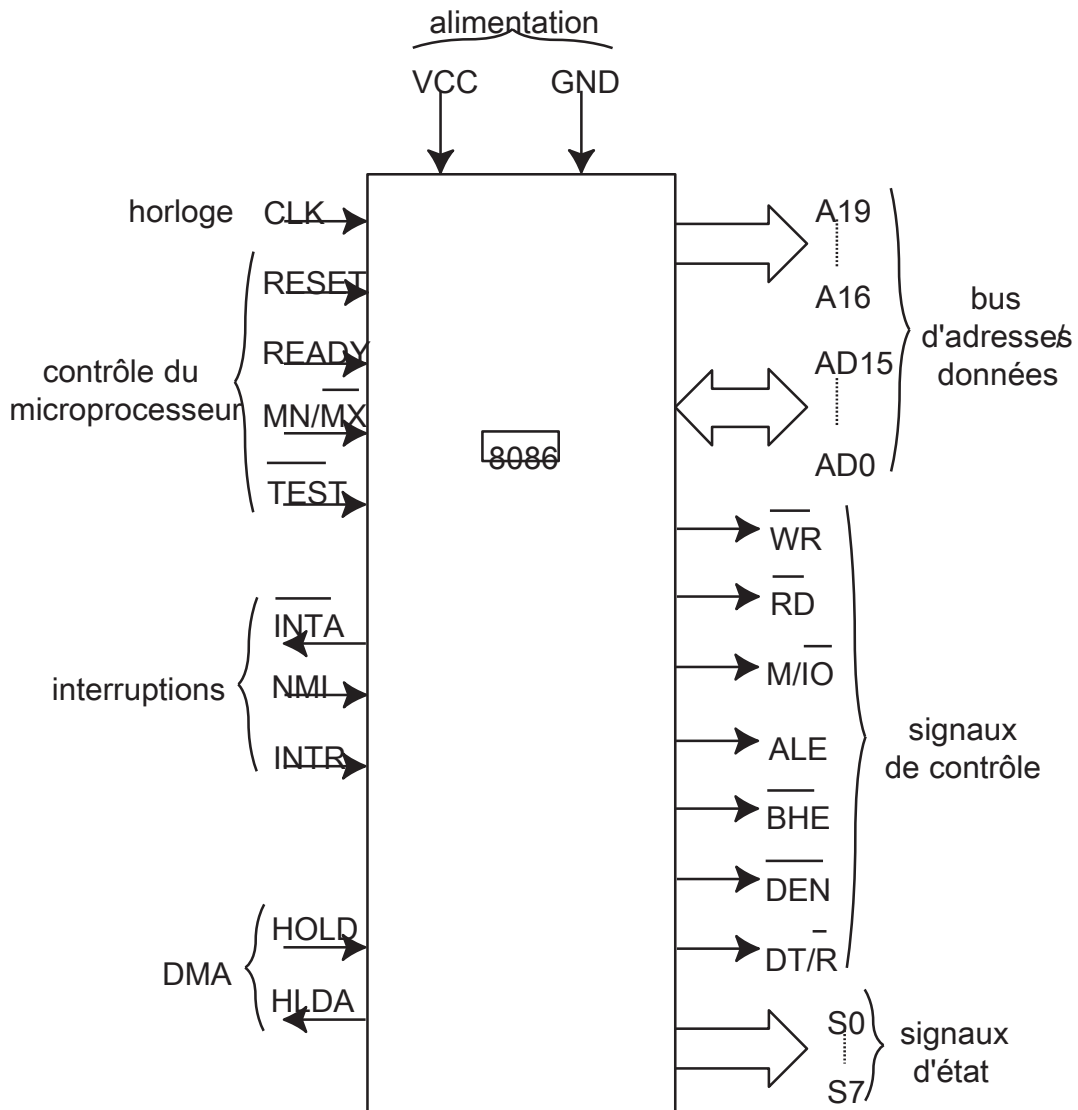 alimentation
VCC GND
horloge CLK
RESET
READY
contrôle du
microprocesseur
MN/MX
TEST
INTA
interruptions
NMI
INTR
HOLD
DMA
HLDA
8086
A19
A16
bus
d'adresses/
données
AD15
AD0
WR
RD
M/IO
ALE
BHE
DEN
DT/R
signaux
de contrôle
S0
S7
signaux
d'état